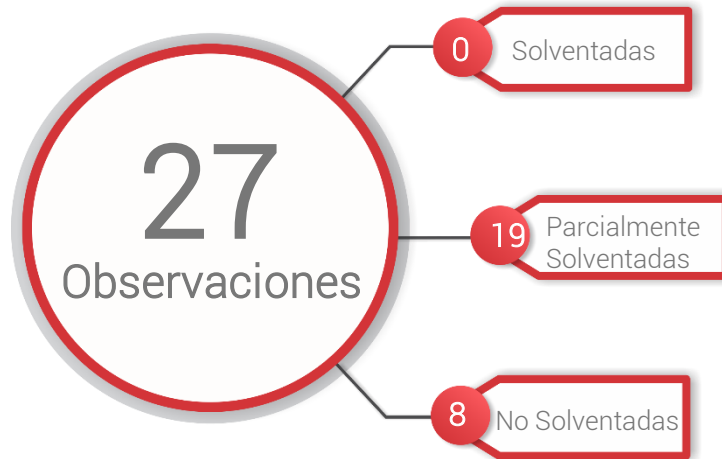 27
Observaciones
0
Solventadas
19
Parcialmente
Solventadas
8
No Solventadas